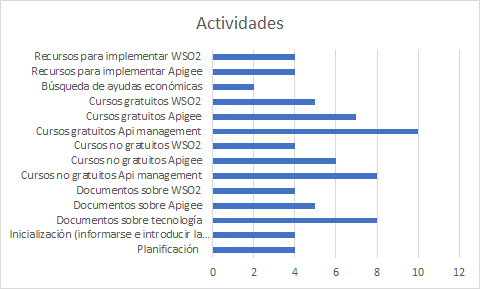 Actividades
Recursos para implementar WSO2
Recursos para implementar Apigee
Búsqueda de ayudas económicas
Cursos gratuitos WSO2
Cursos gratuitos Apigee
Cursos gratuitos Api management
Cursos no gratuitos WSO2
Cursos no gratuitos Apigee
Cursos no gratuitos Api management
Documentos sobre WSO2
Documentos sobre Apigee
Documentos sobre tecnología
Inicialización (informarse e introducir la...
Planificación
0 2 4 6 8 10 12